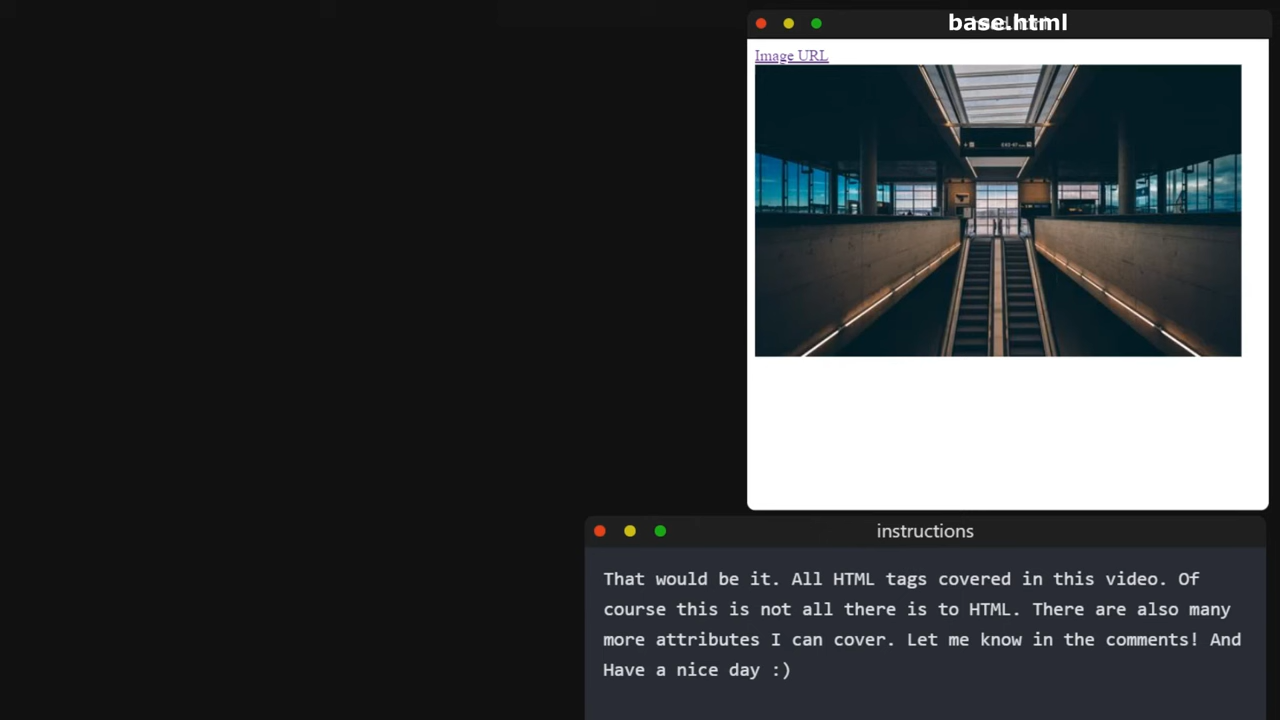 base.html
Image URL
instructions
That would be it. All HTML tags covered in this video. Of
course this is not all there is to HTML. There are also many
more attributes I can cover. Let me know in the comments! And
Have a nice day :)